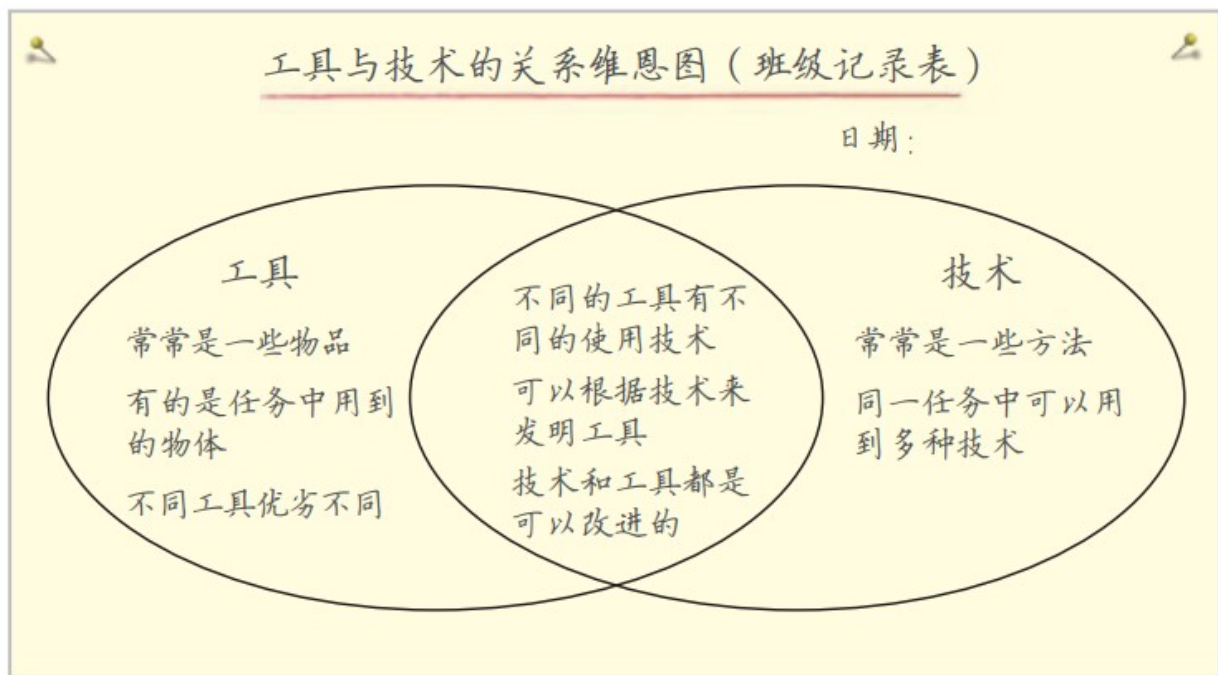 工具与技术的关系维恩图（班级记录表）
日期：
工具
常常是一些物品
有的是任务中用到
的物体
不同工具优劣不同
不同的工具有不
同的使用技术
可以根据技术来
发明工具
技术和工具都是
可以改进的
技术
常常是一些方法
同一任务中可以用
到多种技术